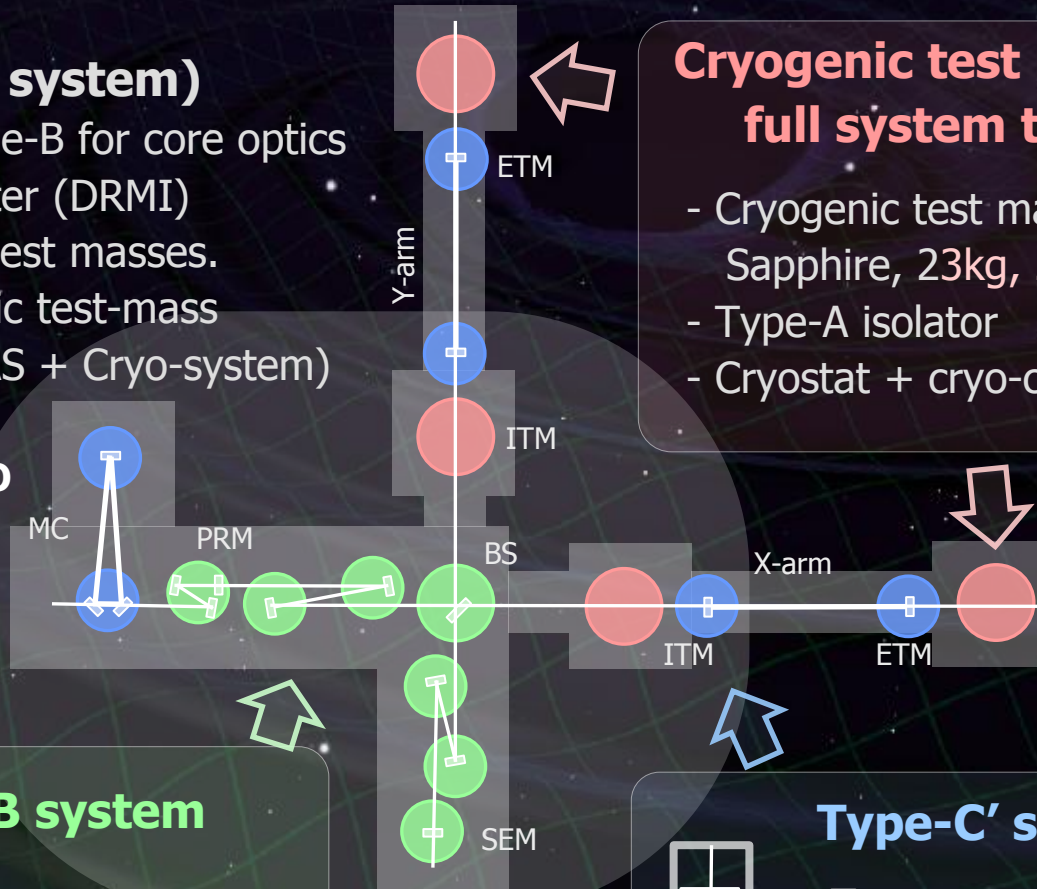 system)
e-B for core optics
ter (DRMI)
est masses.
ic test-mass
S + Cryo-system)
Cryogenic test
full system t
- Cryogenic test ma
Sapphire, 23kg,
- Type-A isolator
- Cryostat + cryo-c
ETM
Y-arm
ITM
MC
PRM
BS
X-arm
ITM
ETM
SEM
B system
Type-C’ s